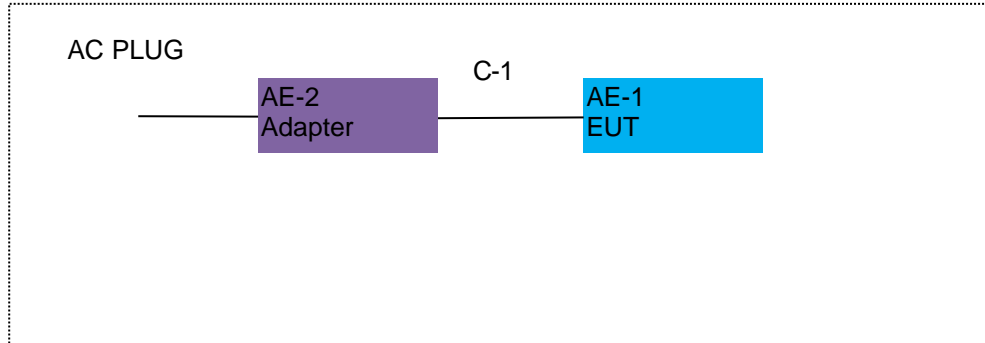 AC PLUG
C-1
AE-2
Adapter
AE-1
EUT